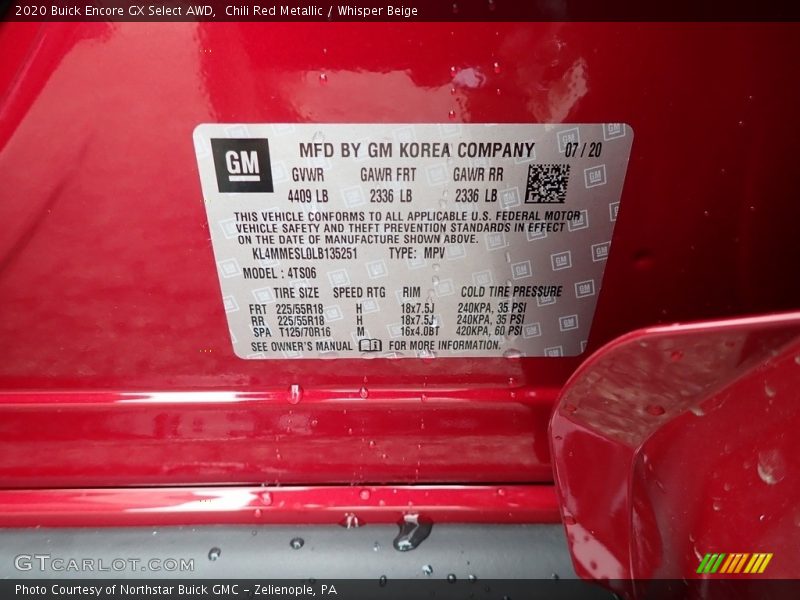 2020 Buick Encore GX Select AWD,  Chili Red Metallic / Whisper Beige
GM
MFD BY GM KOREA COMPANY 07 / 20
GVWR GAWR FRT GAWR RR
4409 LB 2336 LB 2336 LB
THIS VEHICLE CONFORMS TO ALL APPLICABLE U.S. FEDERAL MOTOR
VEHICLE SAFETY AND THEFT PREVENTION STANDARDS IN EFFECT
ON THE DATE OF MANUFACTURE SHOWN ABOVE.
KL4MMESL0LB135251 TYPE: MPV
MODEL : 4TS06
TIRE SIZE SPEED RTG RIM COLD TIRE PRESSURE
FRT 225/55R18 H 18x7.5J 240KPA, 35 PSI
RR 225/55R18 H 18x7.5J 240KPA, 35 PSI
SPA T125/70R16 M 16x4.0BT 420KPA, 60 PSI
SEE OWNER'S MANUAL FOR MORE INFORMATION.
GTCARLOT.COM
Photo Courtesy of Northstar Buick GMC - Zelienople, PA